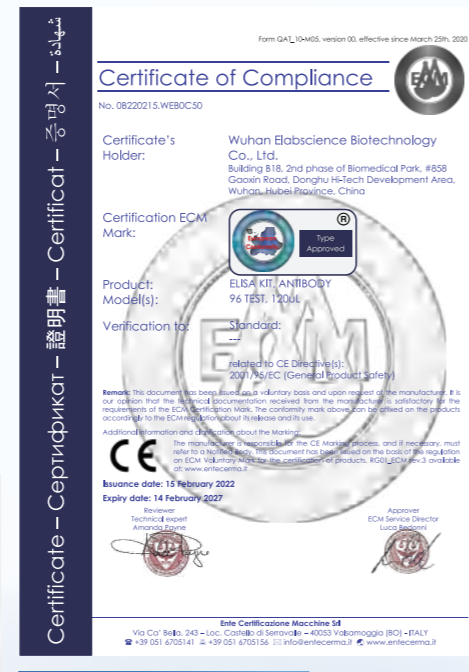 Certificate – Сертификат – 證明書 – Certificat – 증명서 – شهادة
Form QAT_10-M05, version 00, effective since March 25th, 2020
Certificate of Compliance
ECM
No. 0B220215.WEB0C50
Certificate's
Holder:
Wuhan Elabscience Biotechnology
Co., Ltd.
Building B18, 2nd phase of Biomedical Park, #858
Gaoxin Road, Donghu Hi-Tech Development Area,
Wuhan, Hubei Province, China
Certification ECM
Mark:
®
Type
Approved
Product:
ELISA KIT, ANTIBODY
Model(s):
96 TEST, 120uL
Verification to:
Standard:
---
related to CE Directive(s):
2001/95/EC (General Product Safety)
Remark: This document has been issued on a voluntary basis and upon request of the manufacturer. It is
our opinion that the technical documentation received from the manufacturer is satisfactory for the
requirements of the ECM Certification Mark. The conformity mark above can be affixed on the products
accordingly to the ECM regulation about its release and its use.
Additional information and clarification about the Marking:
CE
The manufacturer is responsible for the CE Marking process, and if necessary, must
refer to a Notified Body. This document has been issued on the basis of the regulation
on ECM Voluntary Mark for the certification of products. RG01_ECM rev.3 available
at: www.entecerma.it
Issuance date: 15 February 2022
Expiry date: 14 February 2027
Reviewer
Technical expert
Amanda Payne
Approver
ECM Service Director
Luca Bedonni
Ente Certificazione Macchine Srl
Via Ca' Bella, 243 – Loc. Castello di Serravalle – 40053 Valsamoggia (BO) - ITALY
+39 051 6705141 +39 051 6705156 info@entecerma.it www.entecerma.it